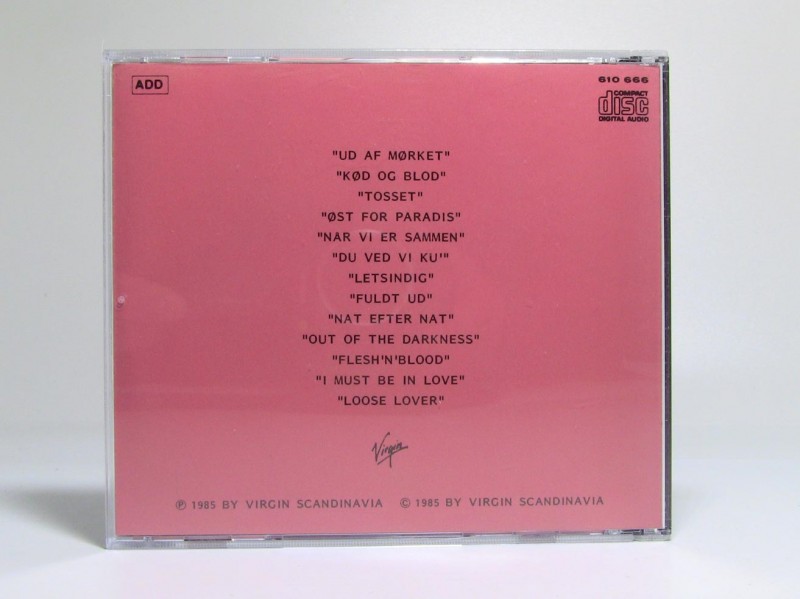 ADD
610 666
COMPACT
disc
DIGITAL AUDIO
"UD AF MØRKET"
"KØD OG BLOD"
"TOSSET"
"ØST FOR PARADIS"
"NÅR VI ER SAMMEN"
"DU VED VI KU'"
"LETSINDIG"
"FULDT UD"
"NAT EFTER NAT"
"OUT OF THE DARKNESS"
"FLESH'N'BLOOD"
"I MUST BE IN LOVE"
"LOOSE LOVER"
Virgin
℗ 1985 BY VIRGIN SCANDINAVIA © 1985 BY VIRGIN SCANDINAVIA